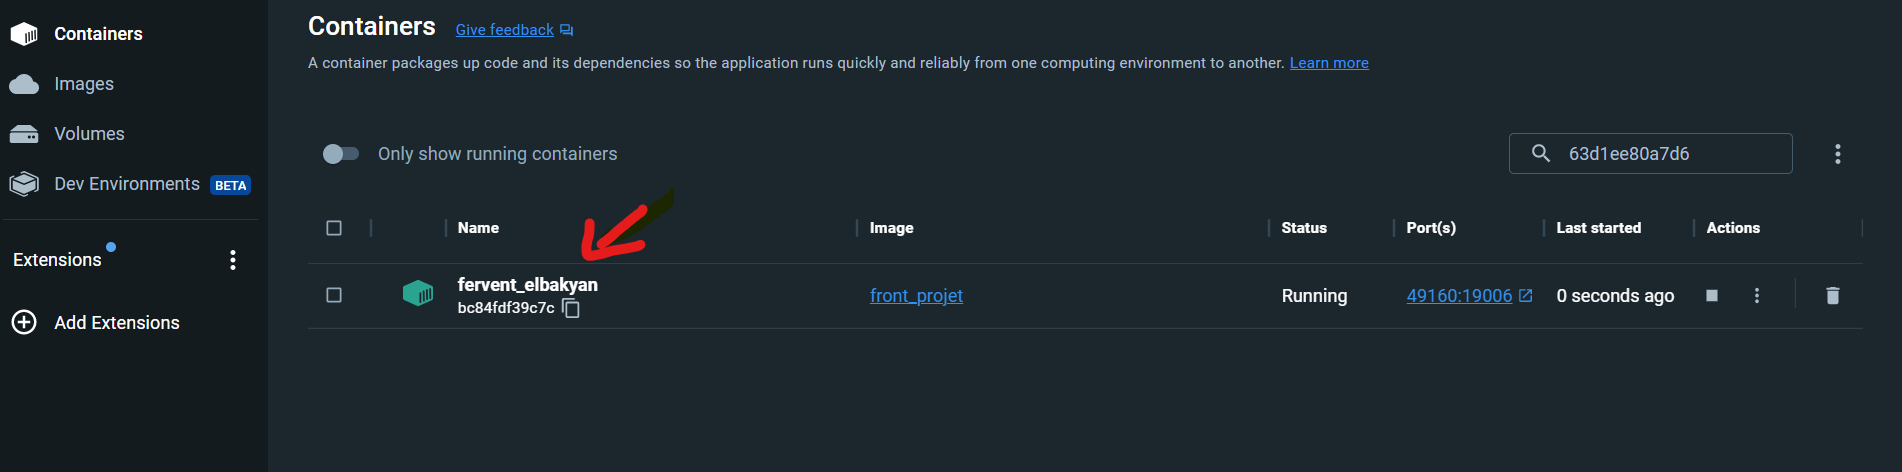 Containers
Images
Volumes
Dev Environments BETA
Extensions
Add Extensions
Containers Give feedback
A container packages up code and its dependencies so the application runs quickly and reliably from one computing environment to another. Learn more
Only show running containers
63d1ee80a7d6
Name Image Status Port(s) Last started Actions
fervent_elbakyan front_projet Running 49160:19006 0 seconds ago
bc84fdf39c7c